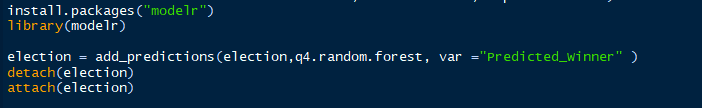 install.packages("modelr")
library(modelr)
election = add_predictions(election,q4.random.forest, var ="Predicted_Winner" )
detach(election)
attach(election)